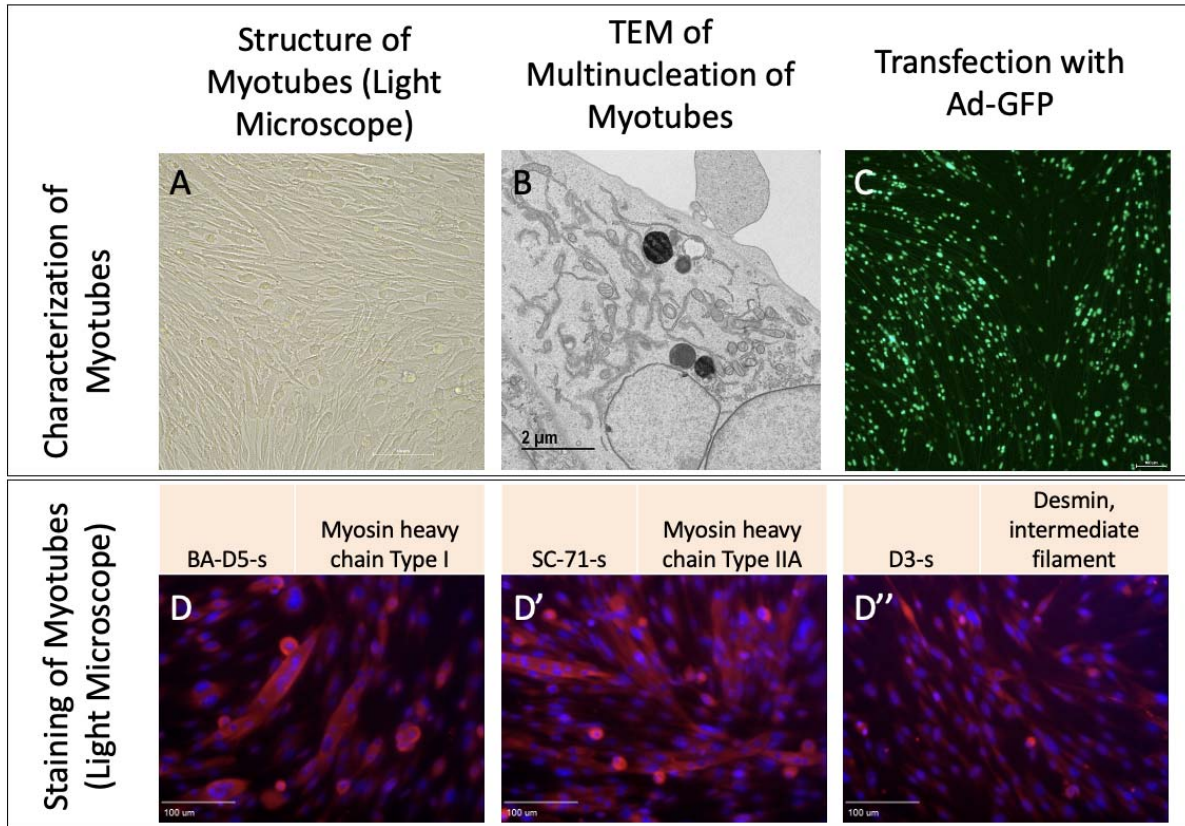 Structure of
Myotubes (Light
Microscope)
TEM of
Multinucleation of
Myotubes
Transfection with
Ad-GFP
Characterization of
Myotubes
A
B
2 µm
C
Staining of Myotubes
(Light Microscope)
BA-D5-s
Myosin heavy
chain Type I
SC-71-s
Myosin heavy
chain Type IIA
D3-s
Desmin,
intermediate
filament
D
100 um
D’
100 um
D’’
100 um